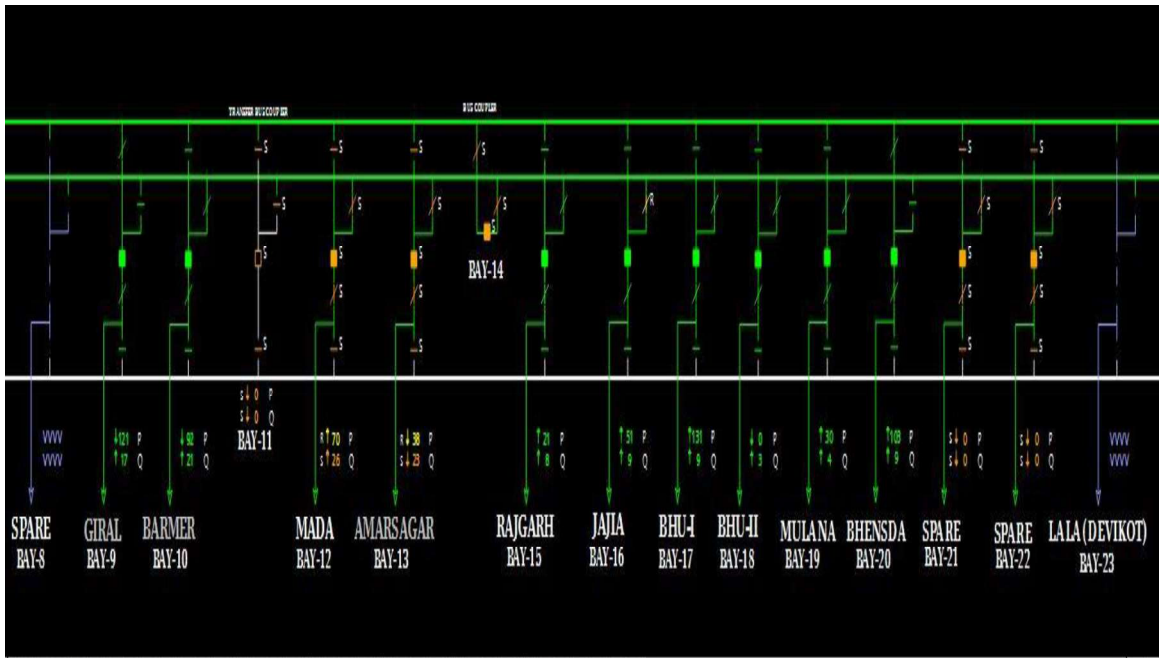 TRANSFER BUS COUPLER
BUS COUPLER
S S S S S S S
S S S S S R S S
S S S S S S S
S S S S S
S S S S S
S ↓ 0 P
S ↓ 0 Q
BAY-11
BAY-14
VVVV
VVVV
↓121 P
↑ 17 Q
↓ 92 P
↑ 21 Q
R ↑ 70 P
S ↑ 26 Q
R ↓ 38 P
S ↓ 23 Q
↑ 21 P
↑ 8 Q
↑ 51 P
↑ 9 Q
↑131 P
↑ 9 Q
↓ 0 P
↑ 3 Q
↑ 30 P
↑ 4 Q
↑103 P
↑ 9 Q
S ↓ 0 P
S ↓ 0 Q
S ↓ 0 P
S ↓ 0 Q
VVVV
VVVV
SPARE
BAY-8
GIRAL
BAY-9
BARMER
BAY-10
MADA
BAY-12
AMARSAGAR
BAY-13
RAJGARH
BAY-15
JAJIA
BAY-16
BHU-I
BAY-17
BHU-II
BAY-18
MULANA
BAY-19
BHENSDA
BAY-20
SPARE
BAY-21
SPARE
BAY-22
LALA(DEVIKOT)
BAY-23